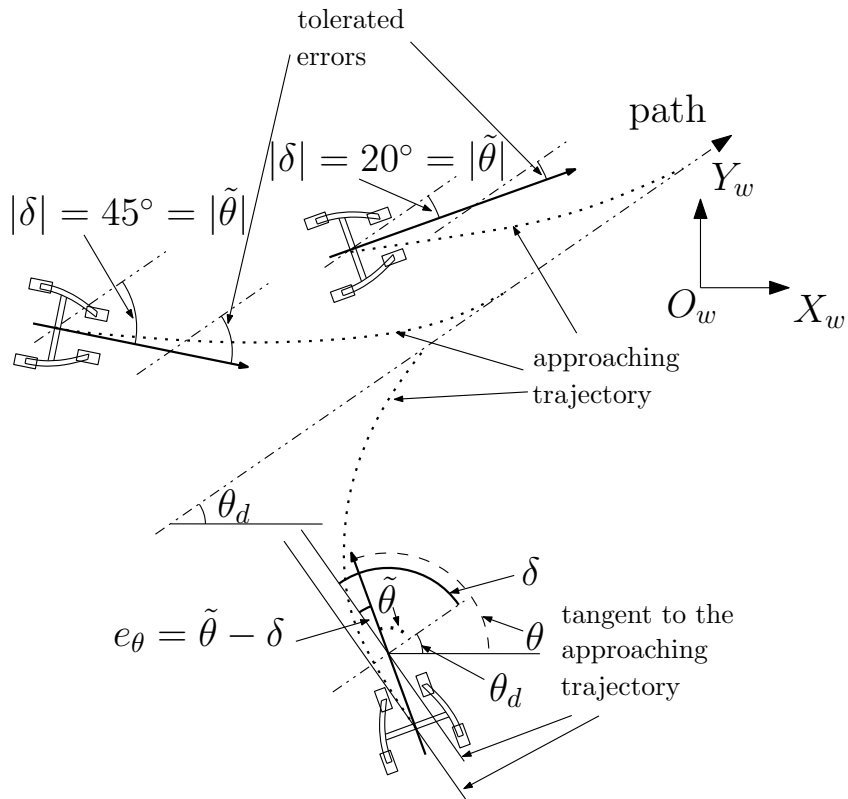 tolerated
errors
path
|δ| = 20° = |θ̃|
Y_w
|δ| = 45° = |θ̃|
O_w
X_w
approaching
trajectory
θ_d
δ
θ̃
e_θ = θ̃ − δ
θ
θ_d
tangent to the
approaching
trajectory